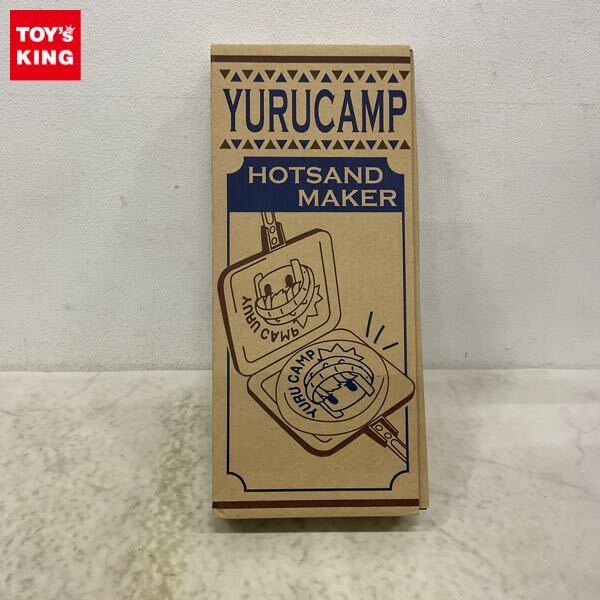 TOY'S
KING
YURUCAMP
HOTSAND
MAKER
YURU CAMP
YURU CAMP